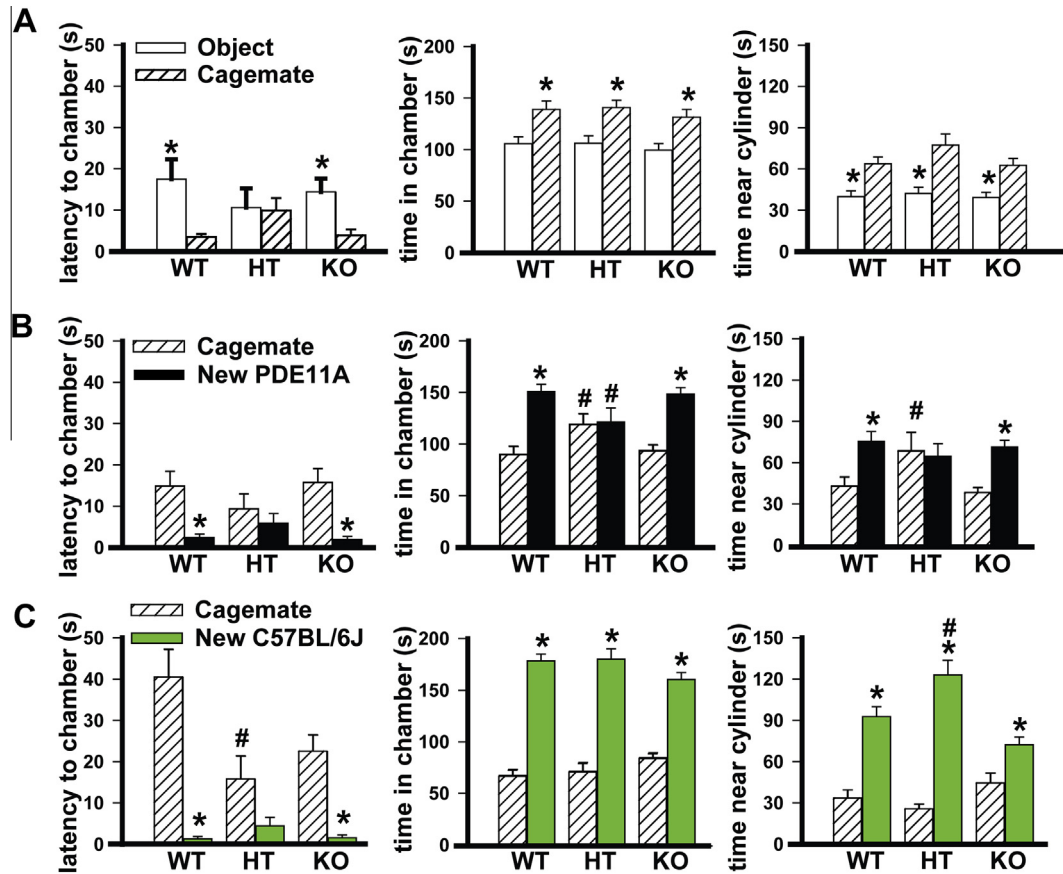 A
latency to chamber (s)
50
40
30
20
10
0
Object
Cagemate
*
*
WT HT KO
time in chamber (s)
200
150
100
50
0
* * *
WT HT KO
time near cylinder (s)
150
120
90
60
30
0
* * *
WT HT KO
B
latency to chamber (s)
50
40
30
20
10
0
Cagemate
New PDE11A
* *
WT HT KO
time in chamber (s)
200
150
100
50
0
* # # *
WT HT KO
time near cylinder (s)
150
120
90
60
30
0
* # *
WT HT KO
C
latency to chamber (s)
50
40
30
20
10
0
Cagemate
New C57BL/6J
* # *
WT HT KO
time in chamber (s)
200
150
100
50
0
* * *
WT HT KO
time near cylinder (s)
150
120
90
60
30
0
#
* * *
WT HT KO